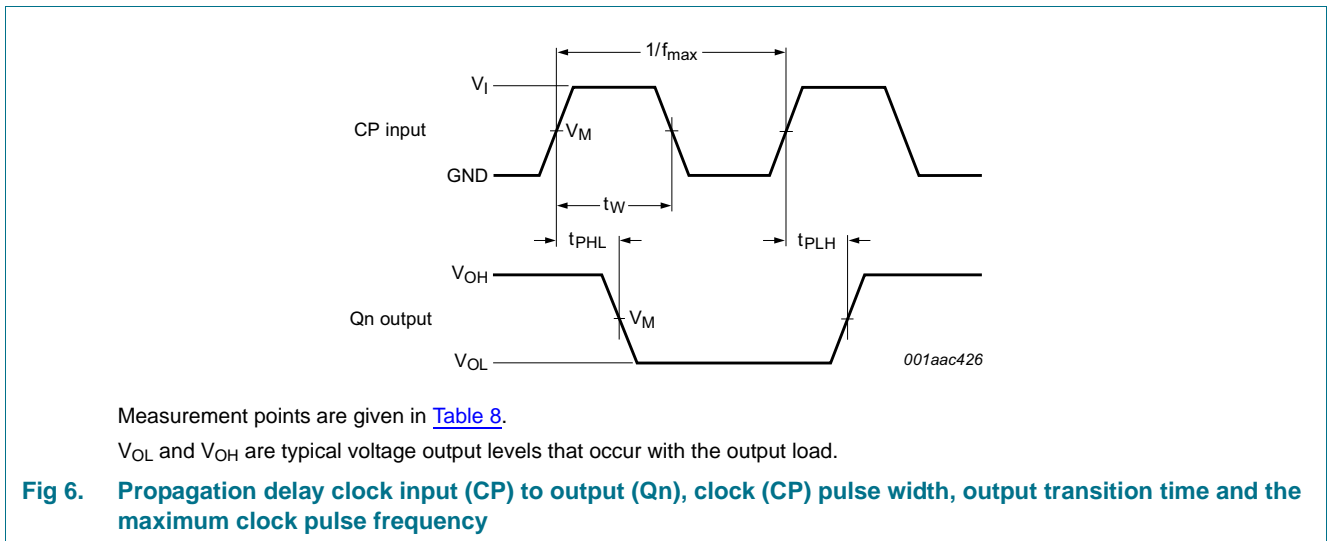 1/fmax
VI
CP input
VM
GND
tW
tPHL
tPLH
VOH
Qn output
VM
VOL
001aac426
Measurement points are given in Table 8.
VOL and VOH are typical voltage output levels that occur with the output load.
Fig 6. Propagation delay clock input (CP) to output (Qn), clock (CP) pulse width, output transition time and the
maximum clock pulse frequency